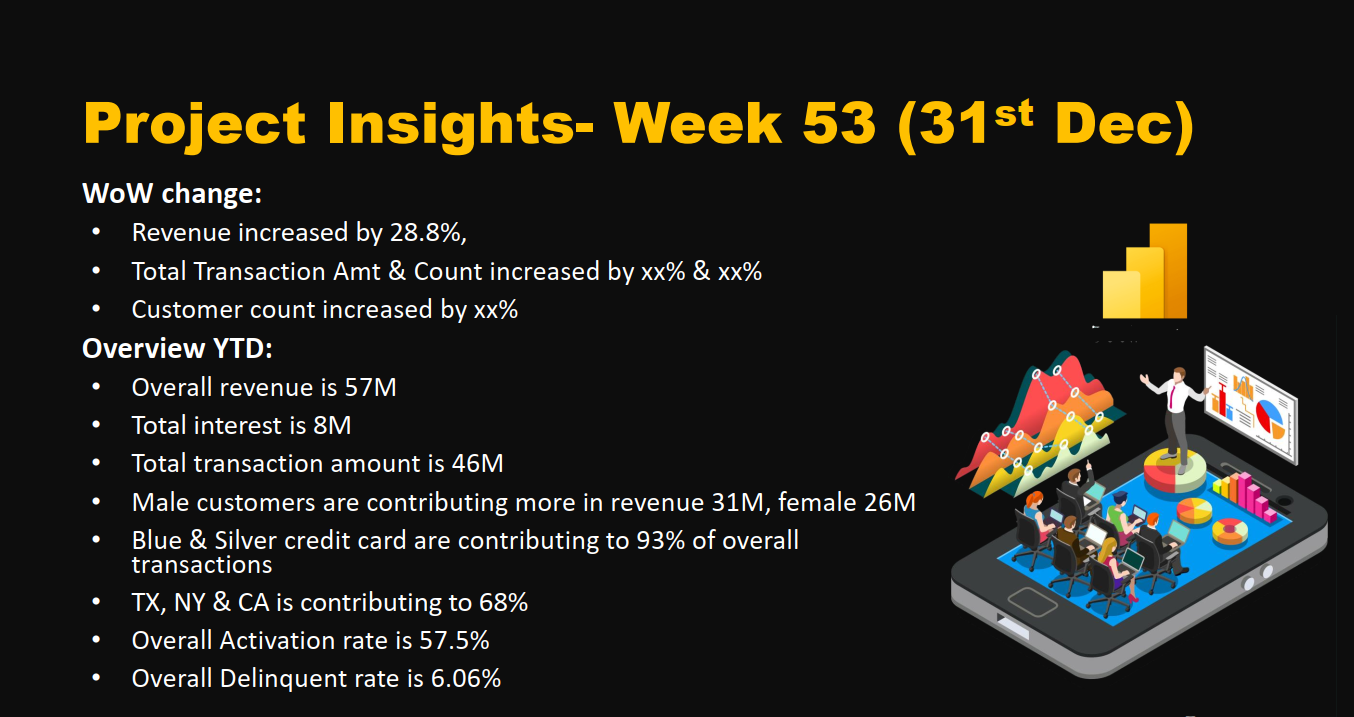 Project Insights- Week 53 (31st Dec)
WoW change:
• Revenue increased by 28.8%,
• Total Transaction Amt & Count increased by xx% & xx%
• Customer count increased by xx%
Overview YTD:
• Overall revenue is 57M
• Total interest is 8M
• Total transaction amount is 46M
• Male customers are contributing more in revenue 31M, female 26M
• Blue & Silver credit card are contributing to 93% of overall
transactions
• TX, NY & CA is contributing to 68%
• Overall Activation rate is 57.5%
• Overall Delinquent rate is 6.06%